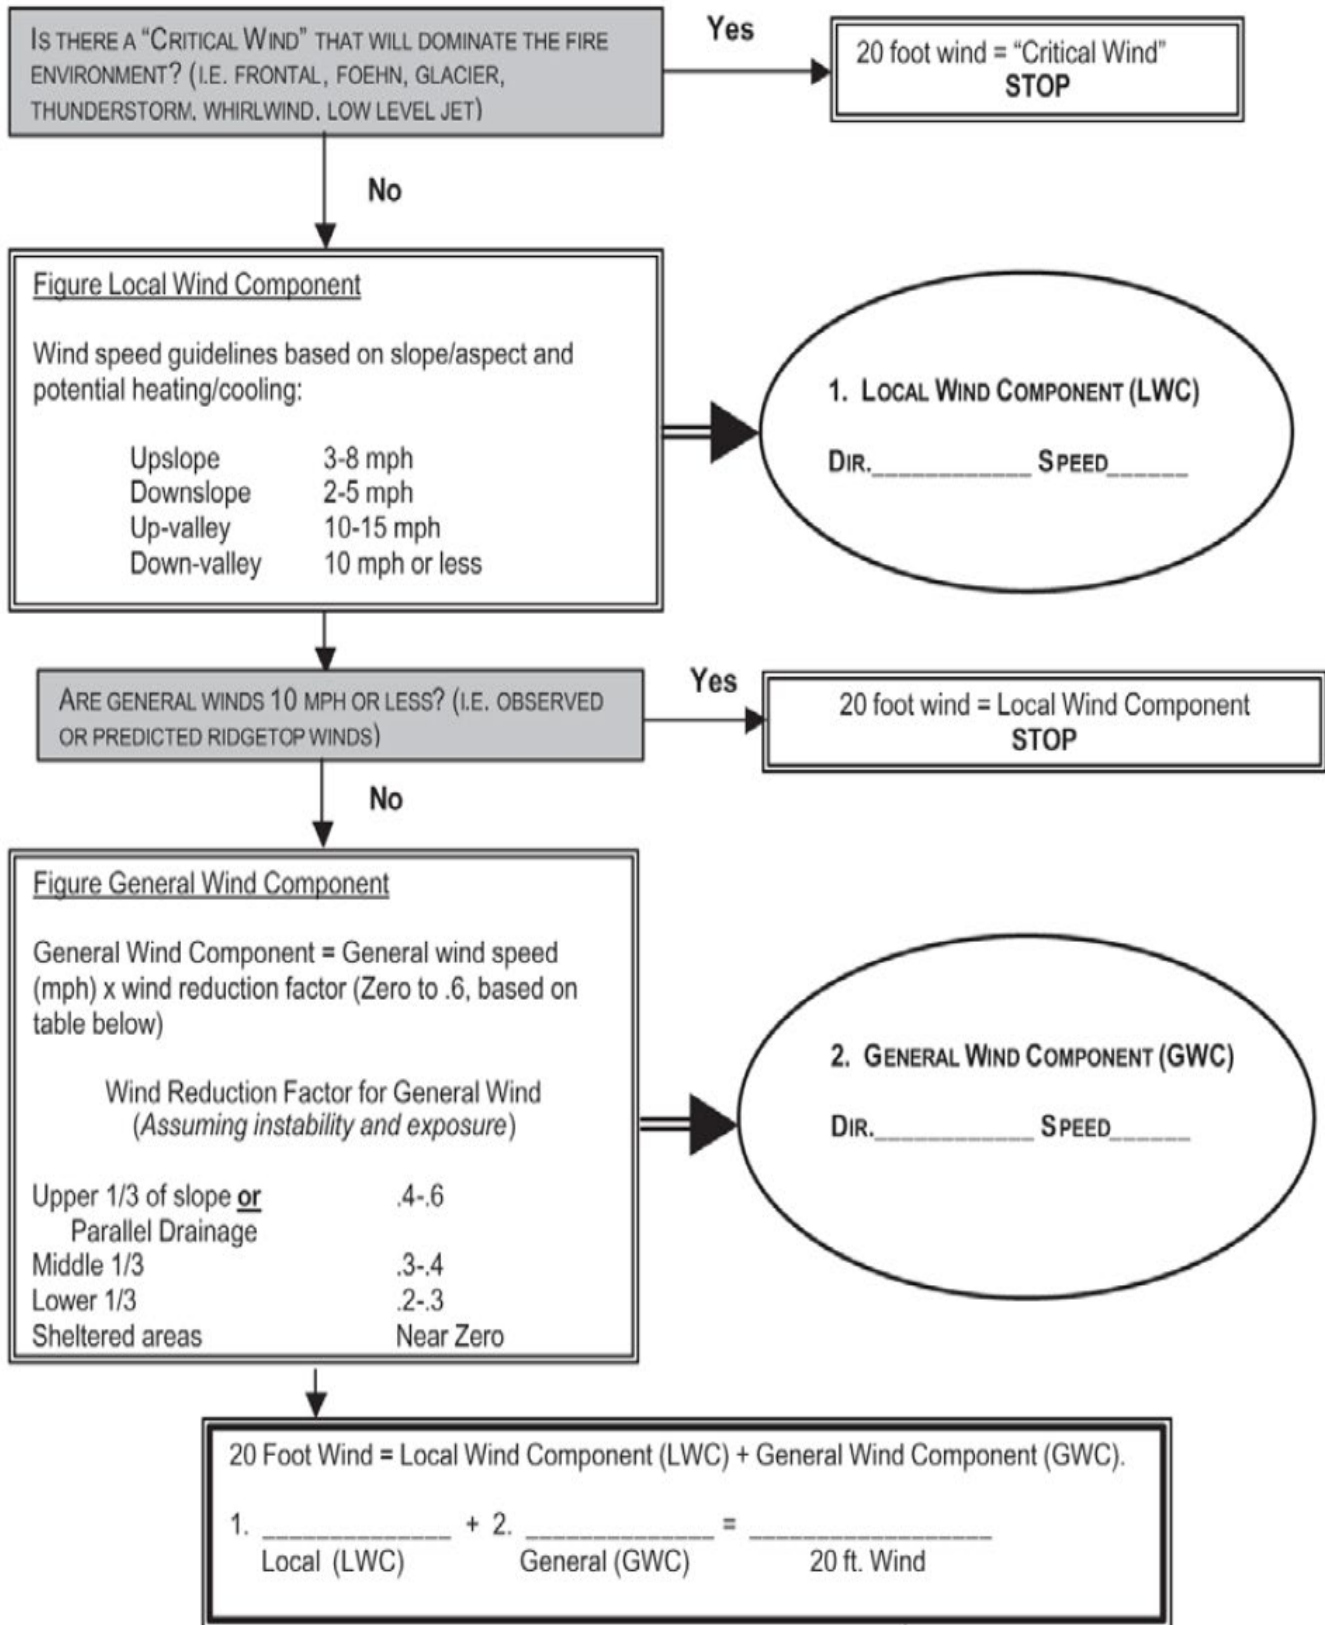 IS THERE A “CRITICAL WIND” THAT WILL DOMINATE THE FIRE
ENVIRONMENT? (I.E. FRONTAL, FOEHN, GLACIER,
THUNDERSTORM, WHIRLWIND, LOW LEVEL JET)
Yes
20 foot wind = “Critical Wind”
STOP
No
Figure Local Wind Component
Wind speed guidelines based on slope/aspect and
potential heating/cooling:
Upslope 3-8 mph
Downslope 2-5 mph
Up-valley 10-15 mph
Down-valley 10 mph or less
1. LOCAL WIND COMPONENT (LWC)
DIR.____________ SPEED______
ARE GENERAL WINDS 10 MPH OR LESS? (I.E. OBSERVED
OR PREDICTED RIDGETOP WINDS)
Yes
20 foot wind = Local Wind Component
STOP
No
Figure General Wind Component
General Wind Component = General wind speed
(mph) x wind reduction factor (Zero to .6, based on
table below)
Wind Reduction Factor for General Wind
(Assuming instability and exposure)
Upper 1/3 of slope or .4-.6
Parallel Drainage
Middle 1/3 .3-.4
Lower 1/3 .2-.3
Sheltered areas Near Zero
2. GENERAL WIND COMPONENT (GWC)
DIR.____________ SPEED______
20 Foot Wind = Local Wind Component (LWC) + General Wind Component (GWC).
1. ______________ + 2. ______________ = __________________
Local (LWC) General (GWC) 20 ft. Wind